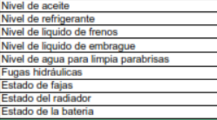 Nivel de aceite
Nivel de refrigerante
Nivel de liquido de frenos
Nivel de liquido de embrague
Nivel de agua para limpia parabrisas
Fugas hidráulicas
Estado de fajas
Estado del radiador
Estado de la bateria